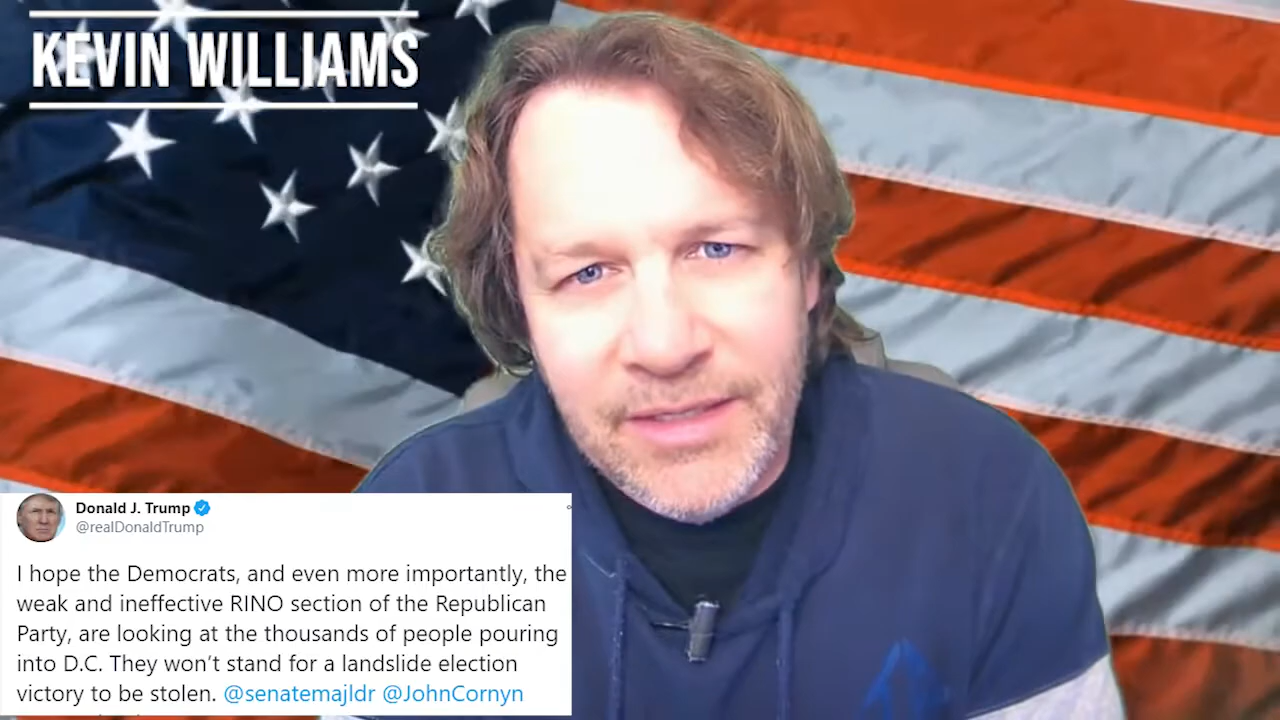 KEVIN WILLIAMS
Donald J. Trump
@realDonaldTrump
I hope the Democrats, and even more importantly, the
weak and ineffective RINO section of the Republican
Party, are looking at the thousands of people pouring
into D.C. They won’t stand for a landslide election
victory to be stolen. @senatemajldr @JohnCornyn